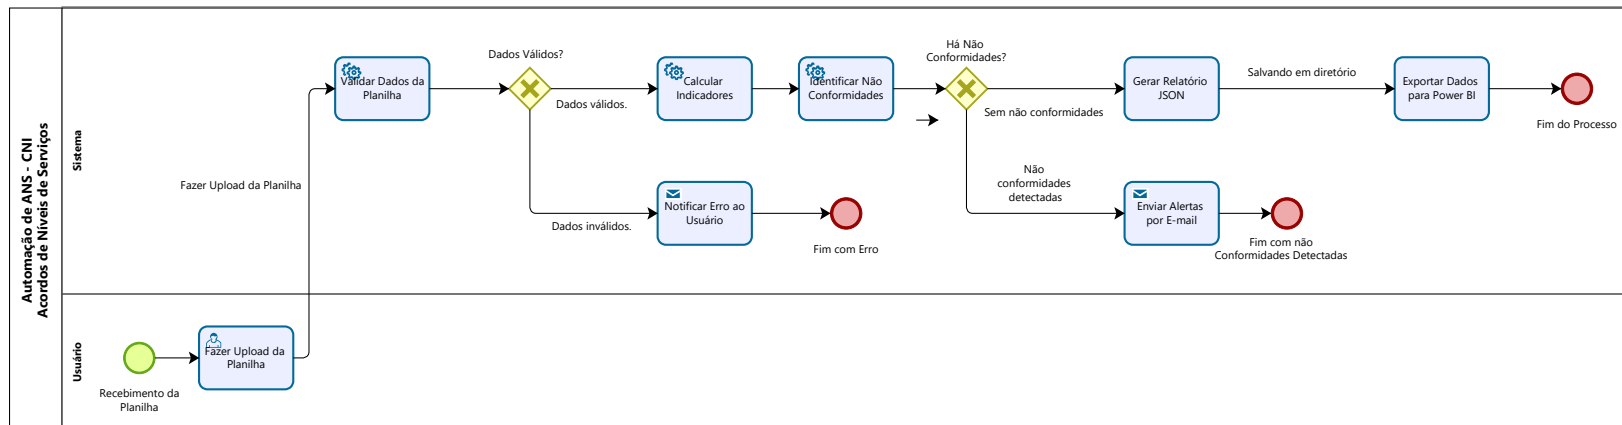 Automação de ANS - CNI
Acordos de Níveis de Serviços
Sistema
Fazer Upload da Planilha
Validar Dados da
Planilha
Dados Válidos?
Dados válidos.
Dados inválidos.
Calcular
Indicadores
Identificar Não
Conformidades
Há Não
Conformidades?
Sem não conformidades
Gerar Relatório
JSON
Salvando em diretório
Exportar Dados
para Power BI
Fim do Processo
Notificar Erro ao
Usuário
Fim com Erro
Não
conformidades
detectadas
Enviar Alertas
por E-mail
Fim com não
Conformidades Detectadas
Usuário
Recebimento da
Planilha
Fazer Upload da
Planilha